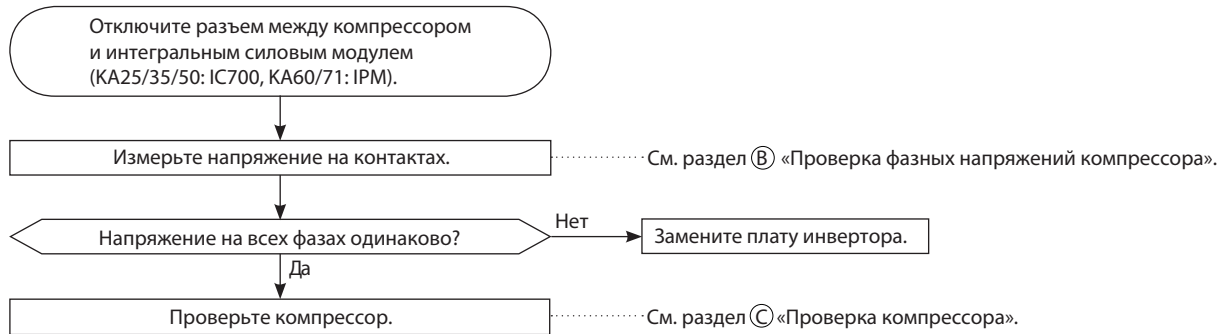 Отключите разъем между компрессором
и интегральным силовым модулем
(KA25/35/50: IC700, KA60/71: IPM).
Измерьте напряжение на контактах.
См. раздел Ⓑ «Проверка фазных напряжений компрессора».
Напряжение на всех фазах одинаково?
Нет
Замените плату инвертора.
Да
Проверьте компрессор.
См. раздел Ⓒ «Проверка компрессора».